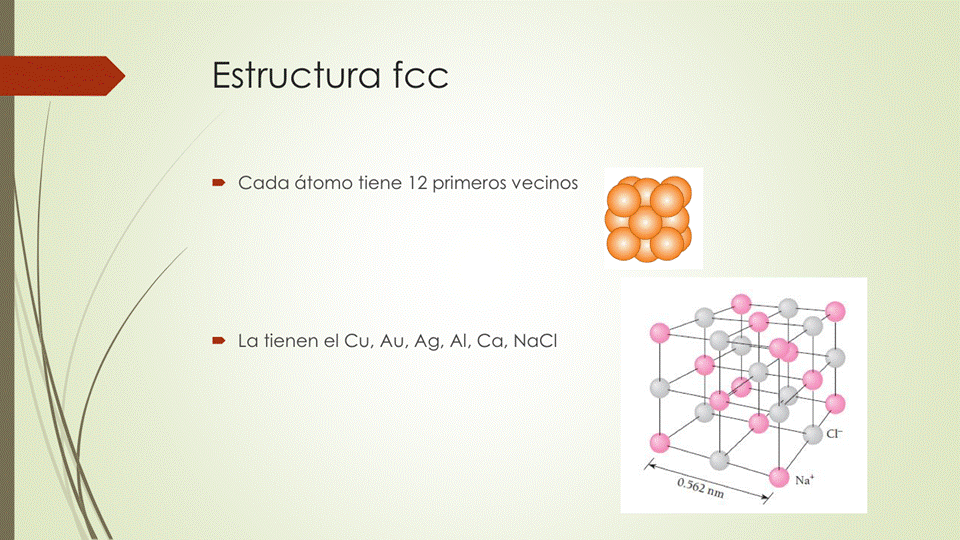 Estructura fcc
Cada átomo tiene 12 primeros vecinos
La tienen el Cu, Au, Ag, Al, Ca, NaCl
Cl⁻
Na⁺
0.562 nm